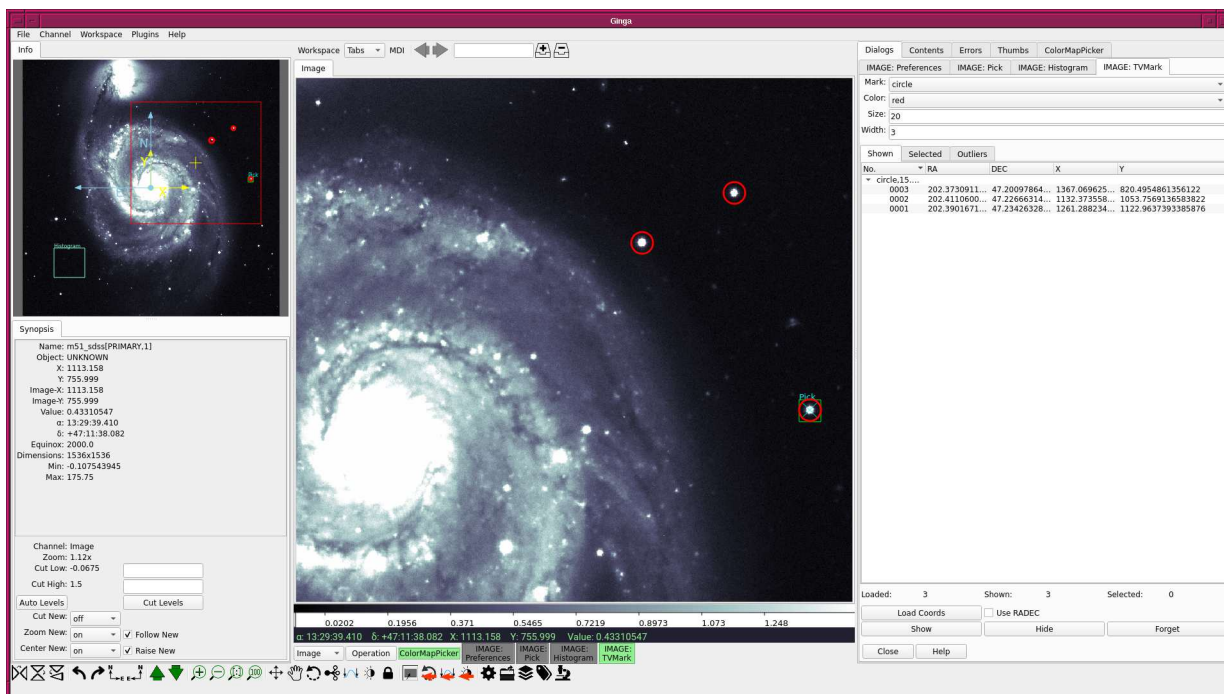 Ginga
File Channel Workspace Plugins Help
Info
N
Y
X
Pick
Histogram
Synopsis
Name: m51_sdss[PRIMARY,1]
Object: UNKNOWN
X: 1113.158
Y: 755.999
Image-X: 1113.158
Image-Y: 755.999
Value: 0.43310547
α: 13:29:39.410
δ: +47:11:38.082
Equinox: 2000.0
Dimensions: 1536x1536
Min: -0.107543945
Max: 175.75
Channel: Image
Zoom: 1.12x
Cut Low: -0.0675
Cut High: 1.5
Auto Levels Cut Levels
Cut New: off
Zoom New: on Follow New
Center New: on Raise New
Workspace Tabs MDI
Image
Pick
0.0202 0.1956 0.371 0.5465 0.7219 0.8973 1.073 1.248
α: 13:29:39.410 δ: +47:11:38.082 X: 1113.158 Y: 755.999 Value: 0.43310547
Image Operation ColorMapPicker IMAGE: Preferences IMAGE: Pick IMAGE: Histogram IMAGE: TVMark
Dialogs Contents Errors Thumbs ColorMapPicker
IMAGE: Preferences IMAGE: Pick IMAGE: Histogram IMAGE: TVMark
Mark: circle
Color: red
Size: 20
Width: 3
Shown Selected Outliers
No. RA DEC X Y
circle,15....
0003 202.3730911... 47.20097864... 1367.069625... 820.4954861356122
0002 202.4110600... 47.22666314... 1132.373558... 1053.7569136583822
0001 202.3901671... 47.23426328... 1261.288234... 1122.9637393385876
Loaded: 3 Shown: 3 Selected: 0
Load Coords Use RADEC
Show Hide Forget
Close Help